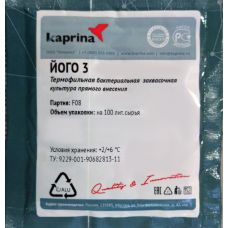 kaprina
ЙОГО 3
Термофильная бактериальная заквасочная
культура прямого внесения
Партия: F08
Объем упаковки: на 100 лит. сырья
Условия хранения: +2/+6 °C
ТУ: 9229-001-90682813-11
C/ALU
Quality & Innovation